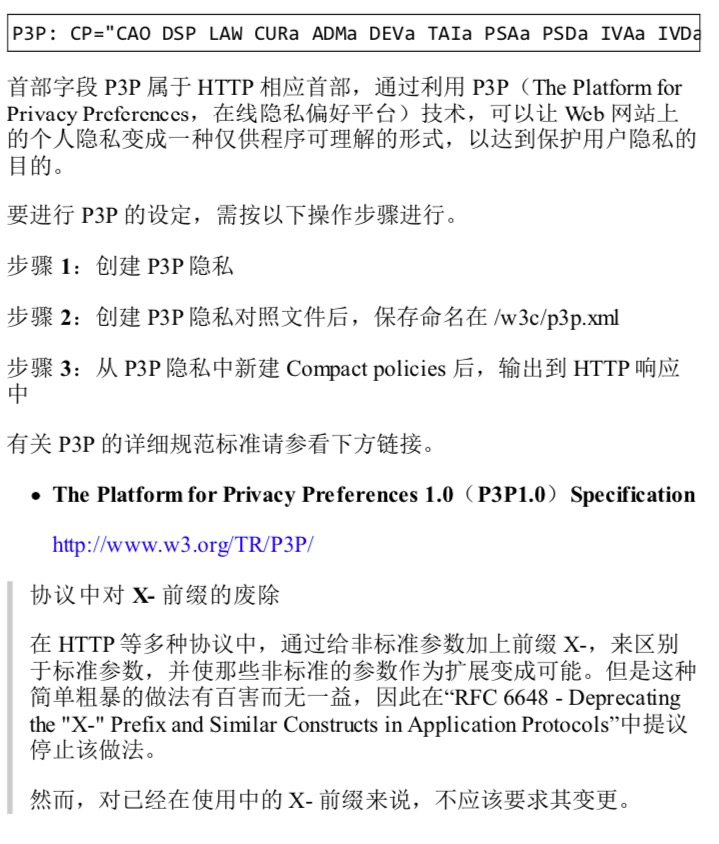 P3P: CP="CAO DSP LAW CURa ADMa DEVa TAIa PSAa PSDa IVAa IVDa
首部字段 P3P 属于 HTTP 相应首部，通过利用 P3P（The Platform for
Privacy Preferences，在线隐私偏好平台）技术，可以让 Web 网站上
的个人隐私变成一种仅供程序可理解的形式，以达到保护用户隐私的
目的。
要进行 P3P 的设定，需按以下操作步骤进行。
步骤 1：创建 P3P 隐私
步骤 2：创建 P3P 隐私对照文件后，保存命名在 /w3c/p3p.xml
步骤 3：从 P3P 隐私中新建 Compact policies 后，输出到 HTTP 响应
中
有关 P3P 的详细规范标准请参看下方链接。
• The Platform for Privacy Preferences 1.0（P3P1.0）Specification
http://www.w3.org/TR/P3P/
协议中对 X- 前缀的废除
在 HTTP 等多种协议中，通过给非标准参数加上前缀 X-，来区别
于标准参数，并使那些非标准的参数作为扩展变成可能。但是这种
简单粗暴的做法有百害而无一益，因此在“RFC 6648 - Deprecating
the "X-" Prefix and Similar Constructs in Application Protocols”中提议
停止该做法。
然而，对已经在使用中的 X- 前缀来说，不应该要求其变更。